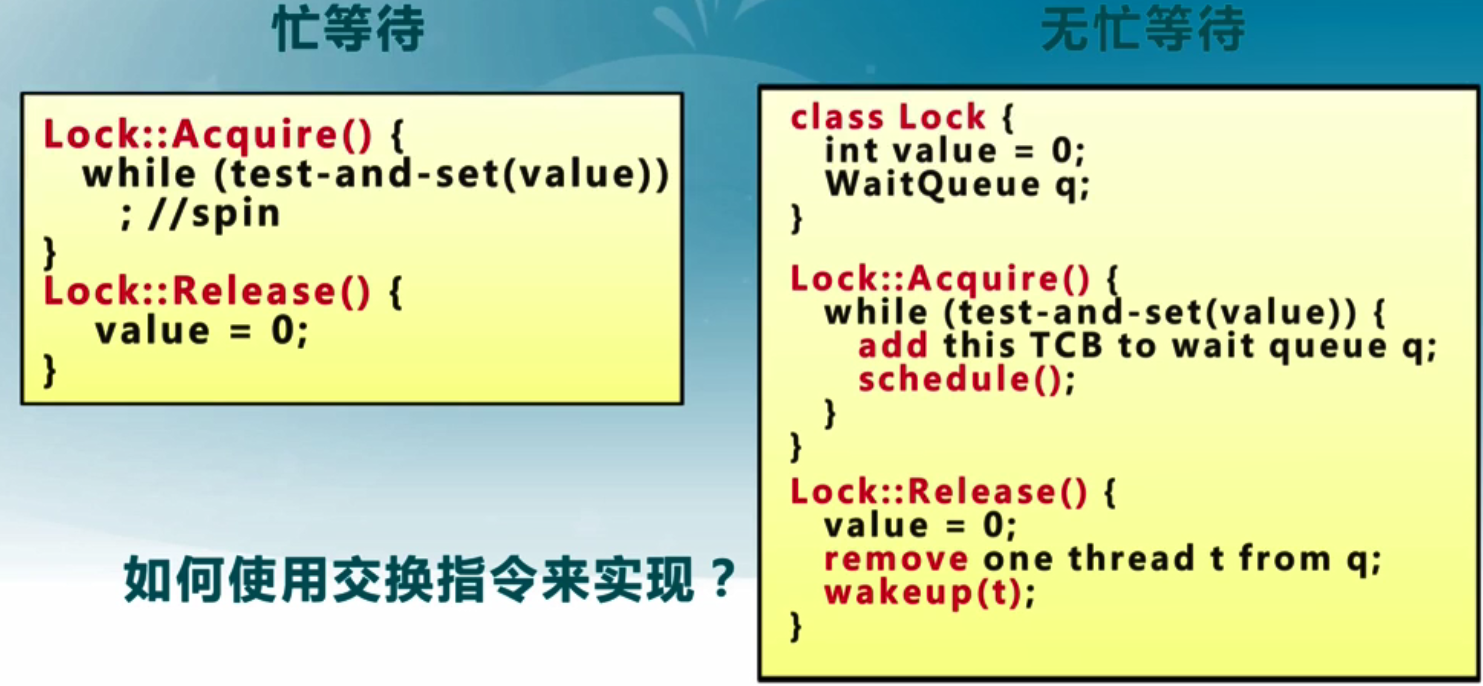 忙等待
Lock::Acquire() {
while (test-and-set(value))
; //spin
}
Lock::Release() {
value = 0;
}
如何使用交换指令来实现？
无忙等待
class Lock {
int value = 0;
WaitQueue q;
}
Lock::Acquire() {
while (test-and-set(value)) {
add this TCB to wait queue q;
schedule();
}
}
Lock::Release() {
value = 0;
remove one thread t from q;
wakeup(t);
}